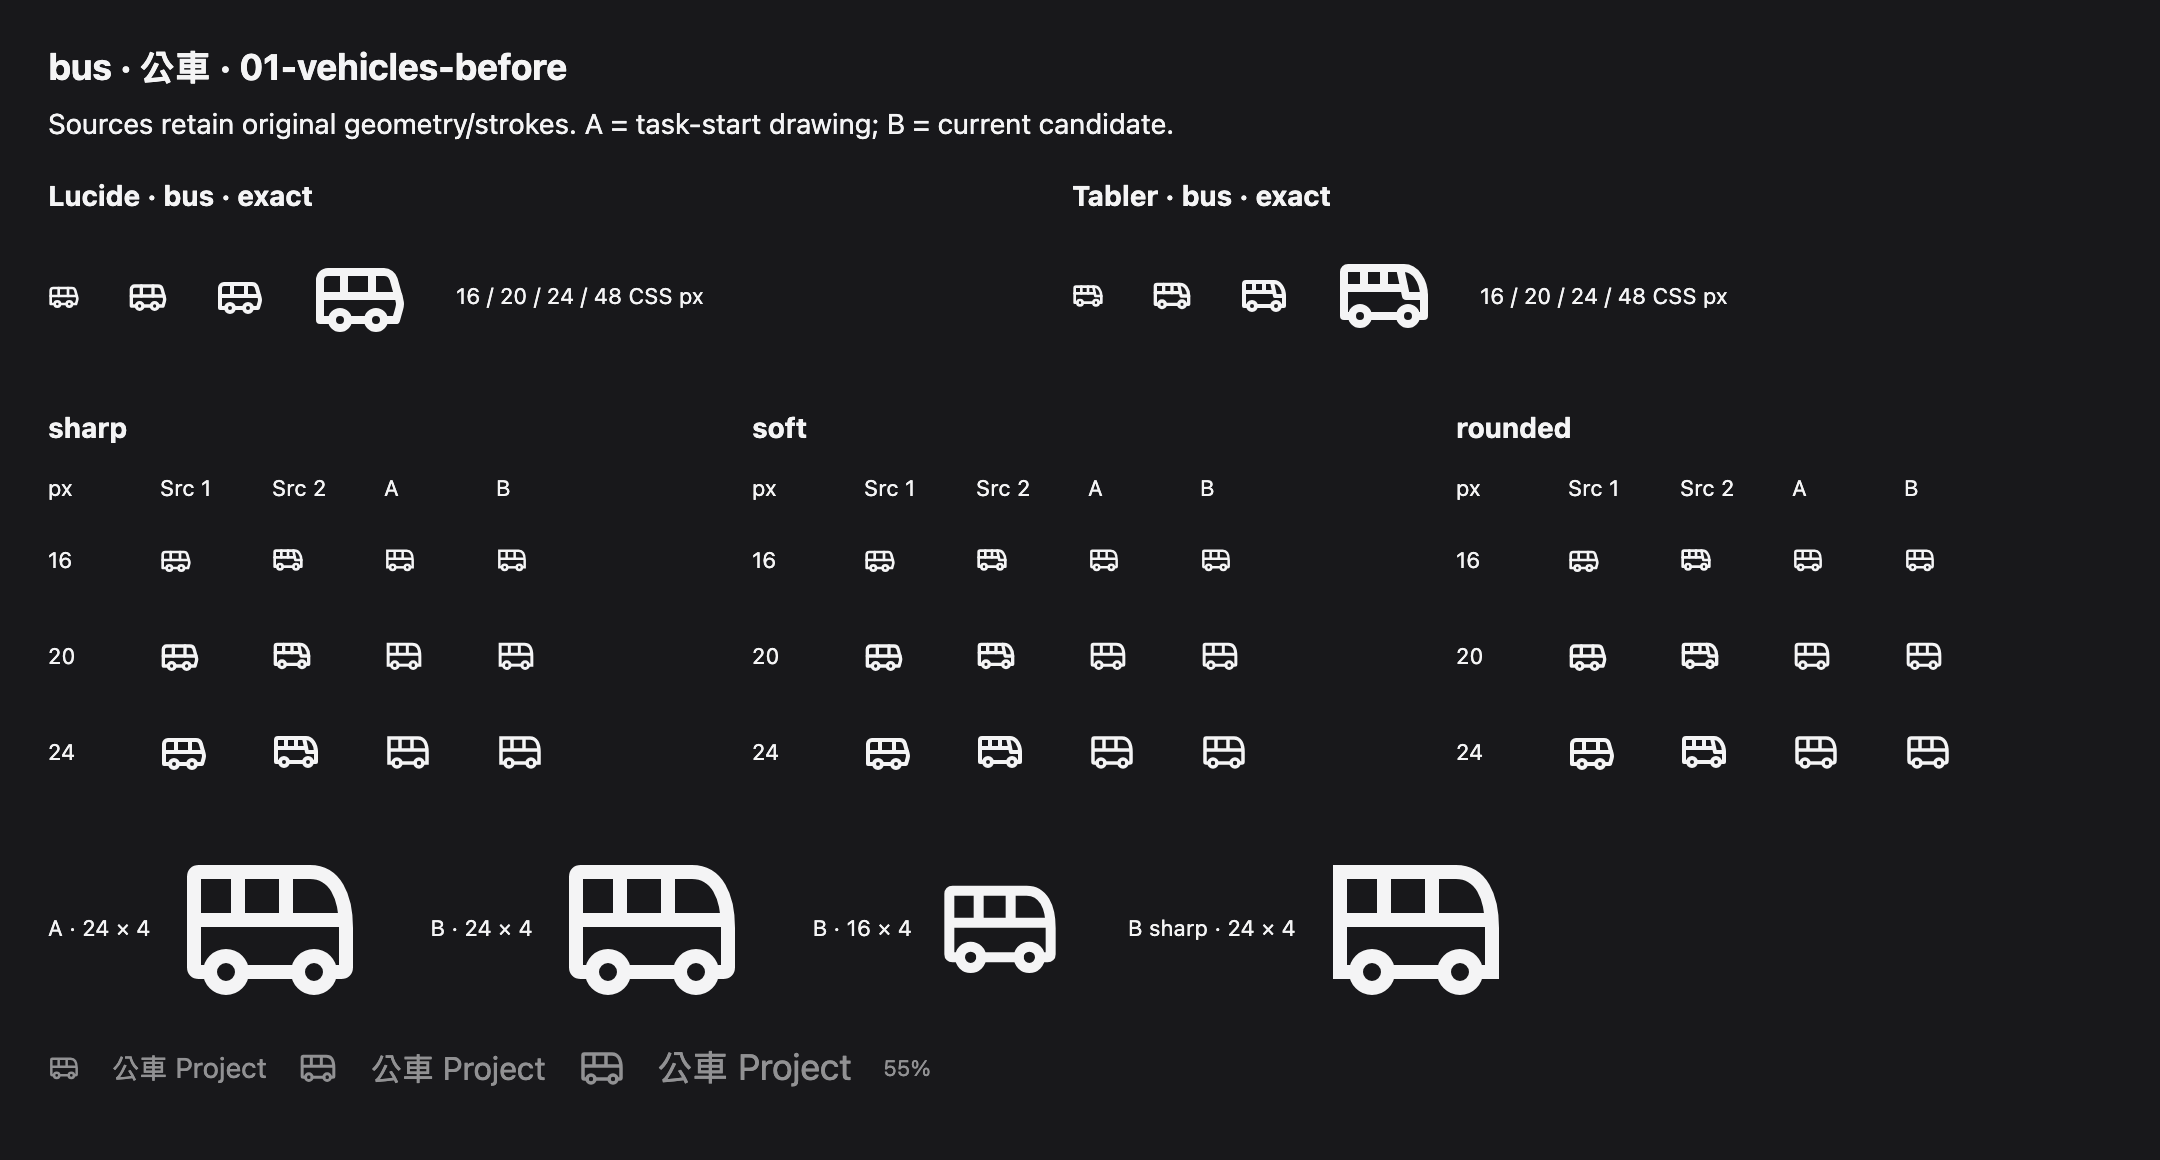 bus · 公車 · 01-vehicles-before
Sources retain original geometry/strokes. A = task-start drawing; B = current candidate.
Lucide · bus · exact
16 / 20 / 24 / 48 CSS px
Tabler · bus · exact
16 / 20 / 24 / 48 CSS px
sharp
px Src 1 Src 2 A B
16
20
24
soft
px Src 1 Src 2 A B
16
20
24
rounded
px Src 1 Src 2 A B
16
20
24
A · 24 × 4
B · 24 × 4
B · 16 × 4
B sharp · 24 × 4
公車 Project 公車 Project 公車 Project 55%